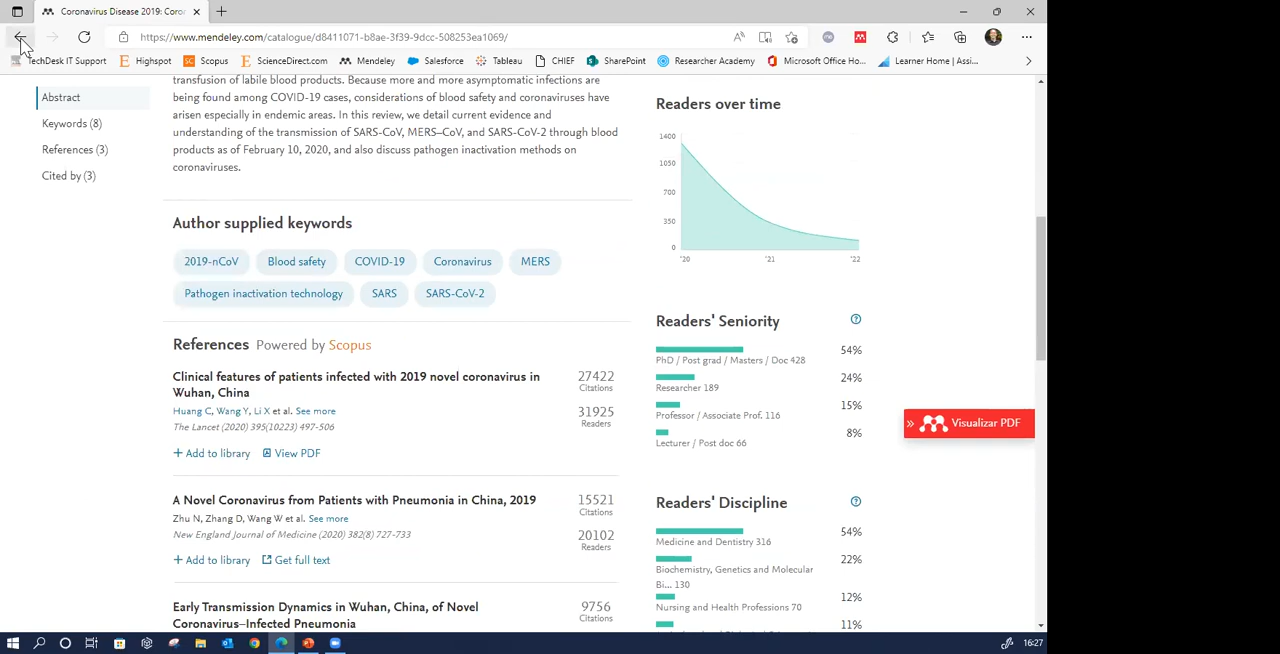 Coronavirus Disease 2019: Coro
https://www.mendeley.com/catalogue/d8411071-b8ae-3f39-9dcc-508253ea1069/
TechDesk IT Support
Highspot
Scopus
ScienceDirect.com
Mendeley
Salesforce
Tableau
CHIEF
SharePoint
Researcher Academy
Microsoft Office Ho...
Learner Home | Assi...
Abstract
Keywords (8)
References (3)
Cited by (3)
transfusion of labile blood products. Because more and more asymptomatic infections are
being found among COVID-19 cases, considerations of blood safety and coronaviruses have
arisen especially in endemic areas. In this review, we detail current evidence and
understanding of the transmission of SARS-CoV, MERS–CoV, and SARS-CoV-2 through blood
products as of February 10, 2020, and also discuss pathogen inactivation methods on
coronaviruses.
Author supplied keywords
2019-nCoV
Blood safety
COVID-19
Coronavirus
MERS
Pathogen inactivation technology
SARS
SARS-CoV-2
References Powered by Scopus
Clinical features of patients infected with 2019 novel coronavirus in
Wuhan, China
Huang C, Wang Y, Li X et al. See more
The Lancet (2020) 395(10223) 497-506
27422
Citations
31925
Readers
+ Add to library
View PDF
A Novel Coronavirus from Patients with Pneumonia in China, 2019
Zhu N, Zhang D, Wang W et al. See more
New England Journal of Medicine (2020) 382(8) 727-733
15521
Citations
20102
Readers
+ Add to library
Get full text
Early Transmission Dynamics in Wuhan, China, of Novel
Coronavirus–Infected Pneumonia
9756
Citations
Readers over time
1400
1050
700
350
0
'20
'21
'22
Readers' Seniority
PhD / Post grad / Masters / Doc 428
54%
Researcher 189
24%
Professor / Associate Prof. 116
15%
Lecturer / Post doc 66
8%
Visualizar PDF
Readers' Discipline
Medicine and Dentistry 316
54%
Biochemistry, Genetics and Molecular
Bi... 130
22%
Nursing and Health Professions 70
12%
11%
16:27